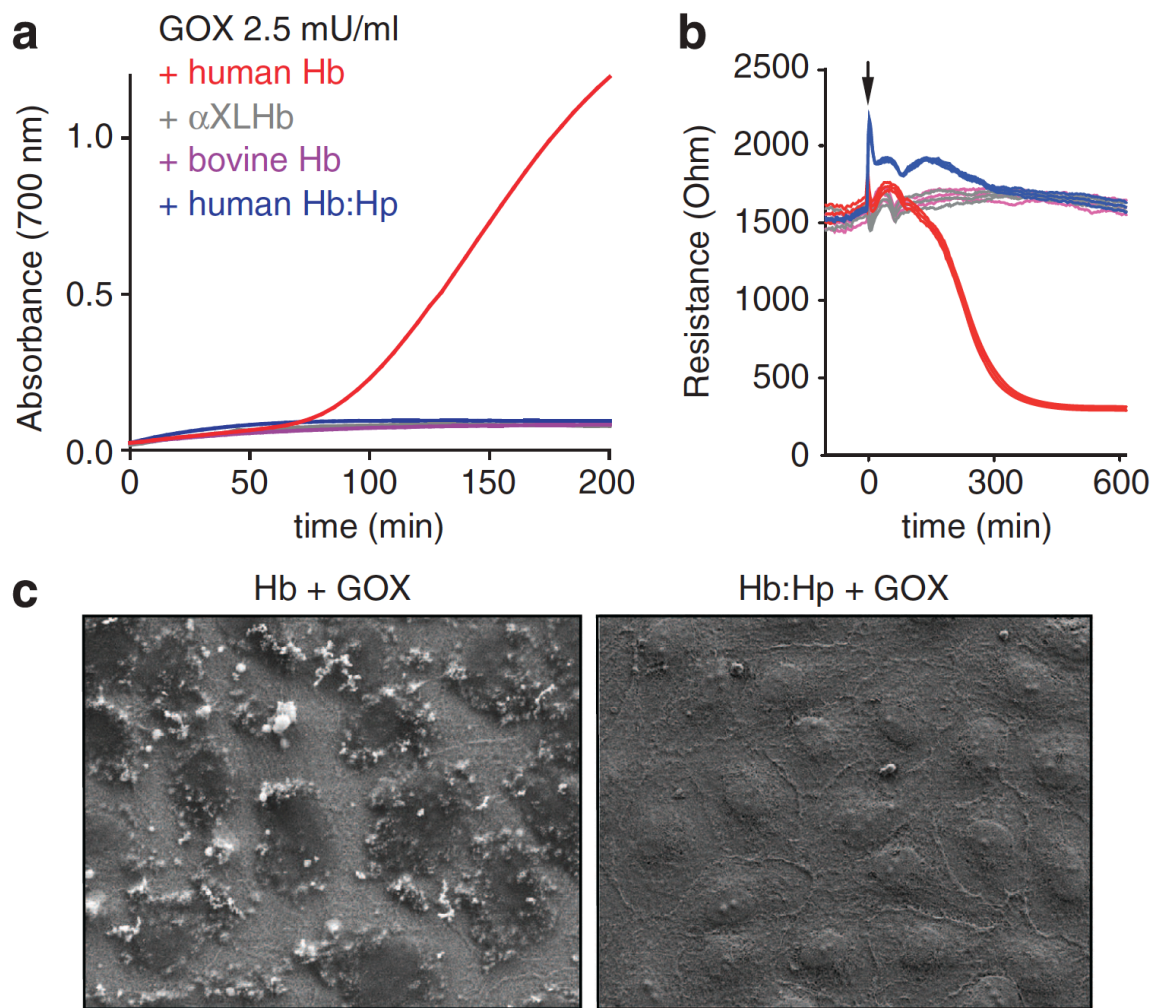 a
GOX 2.5 mU/ml
+ human Hb
+ αXLHb
+ bovine Hb
+ human Hb:Hp
Absorbance (700 nm)
1.0
0.5
0.0
0 50 100 150 200
time (min)
b
Resistance (Ohm)
2500
2000
1500
1000
500
0
0 300 600
time (min)
c
Hb + GOX
Hb:Hp + GOX